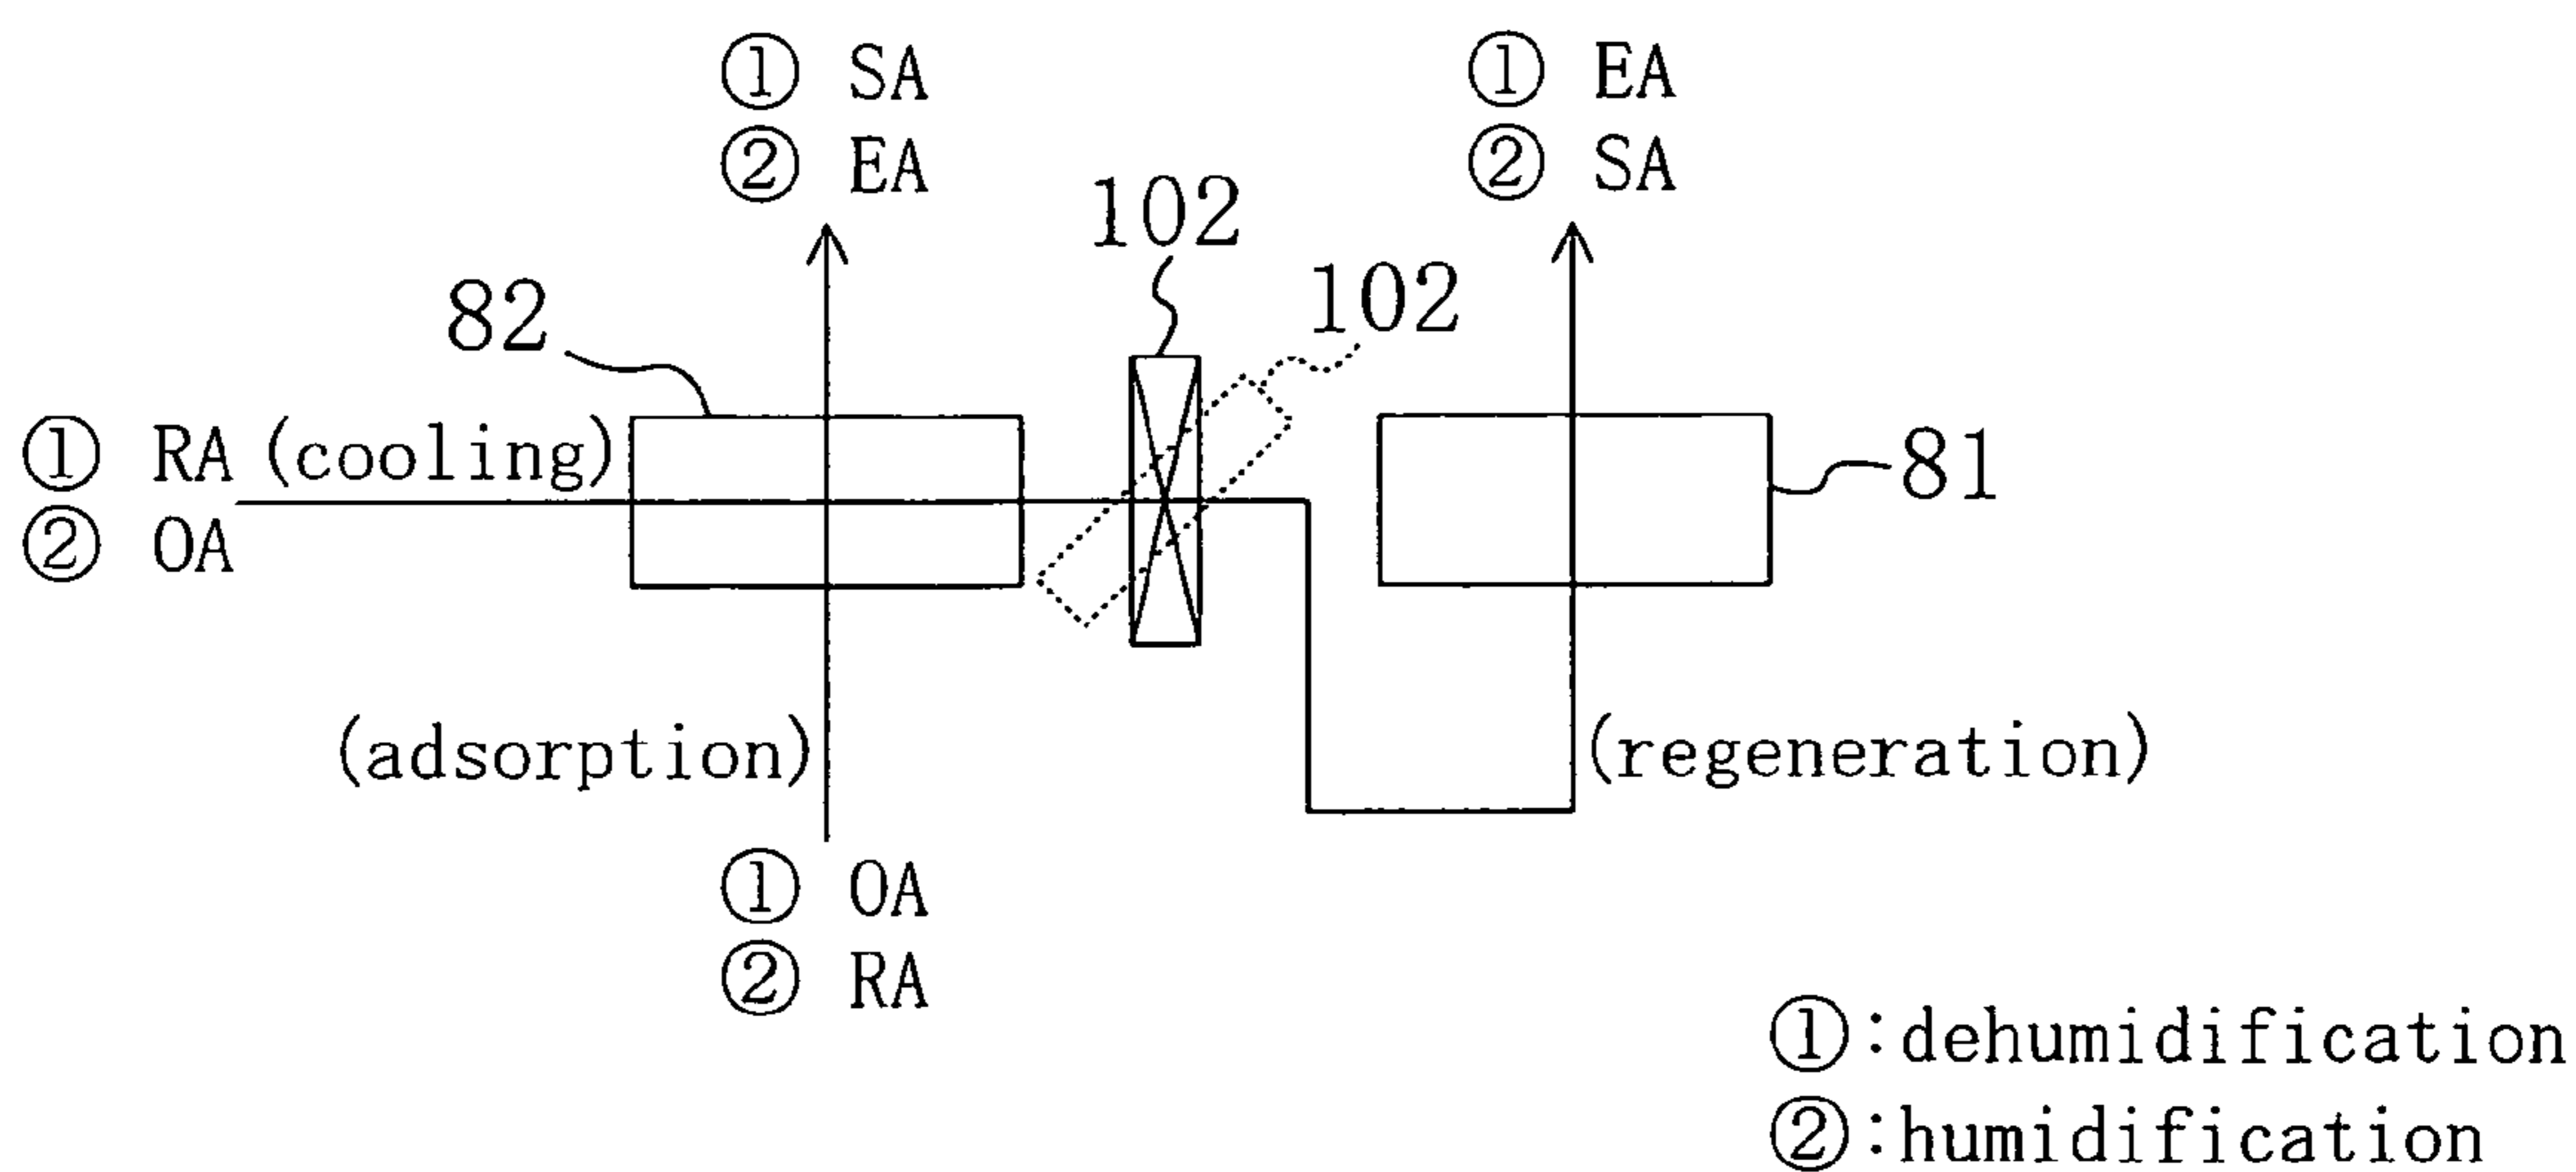 ① SA
② EA
① EA
② SA
102
102
82
① RA (cooling)
② OA
81
(adsorption)
(regeneration)
① OA
② RA
①:dehumidification
②:humidification